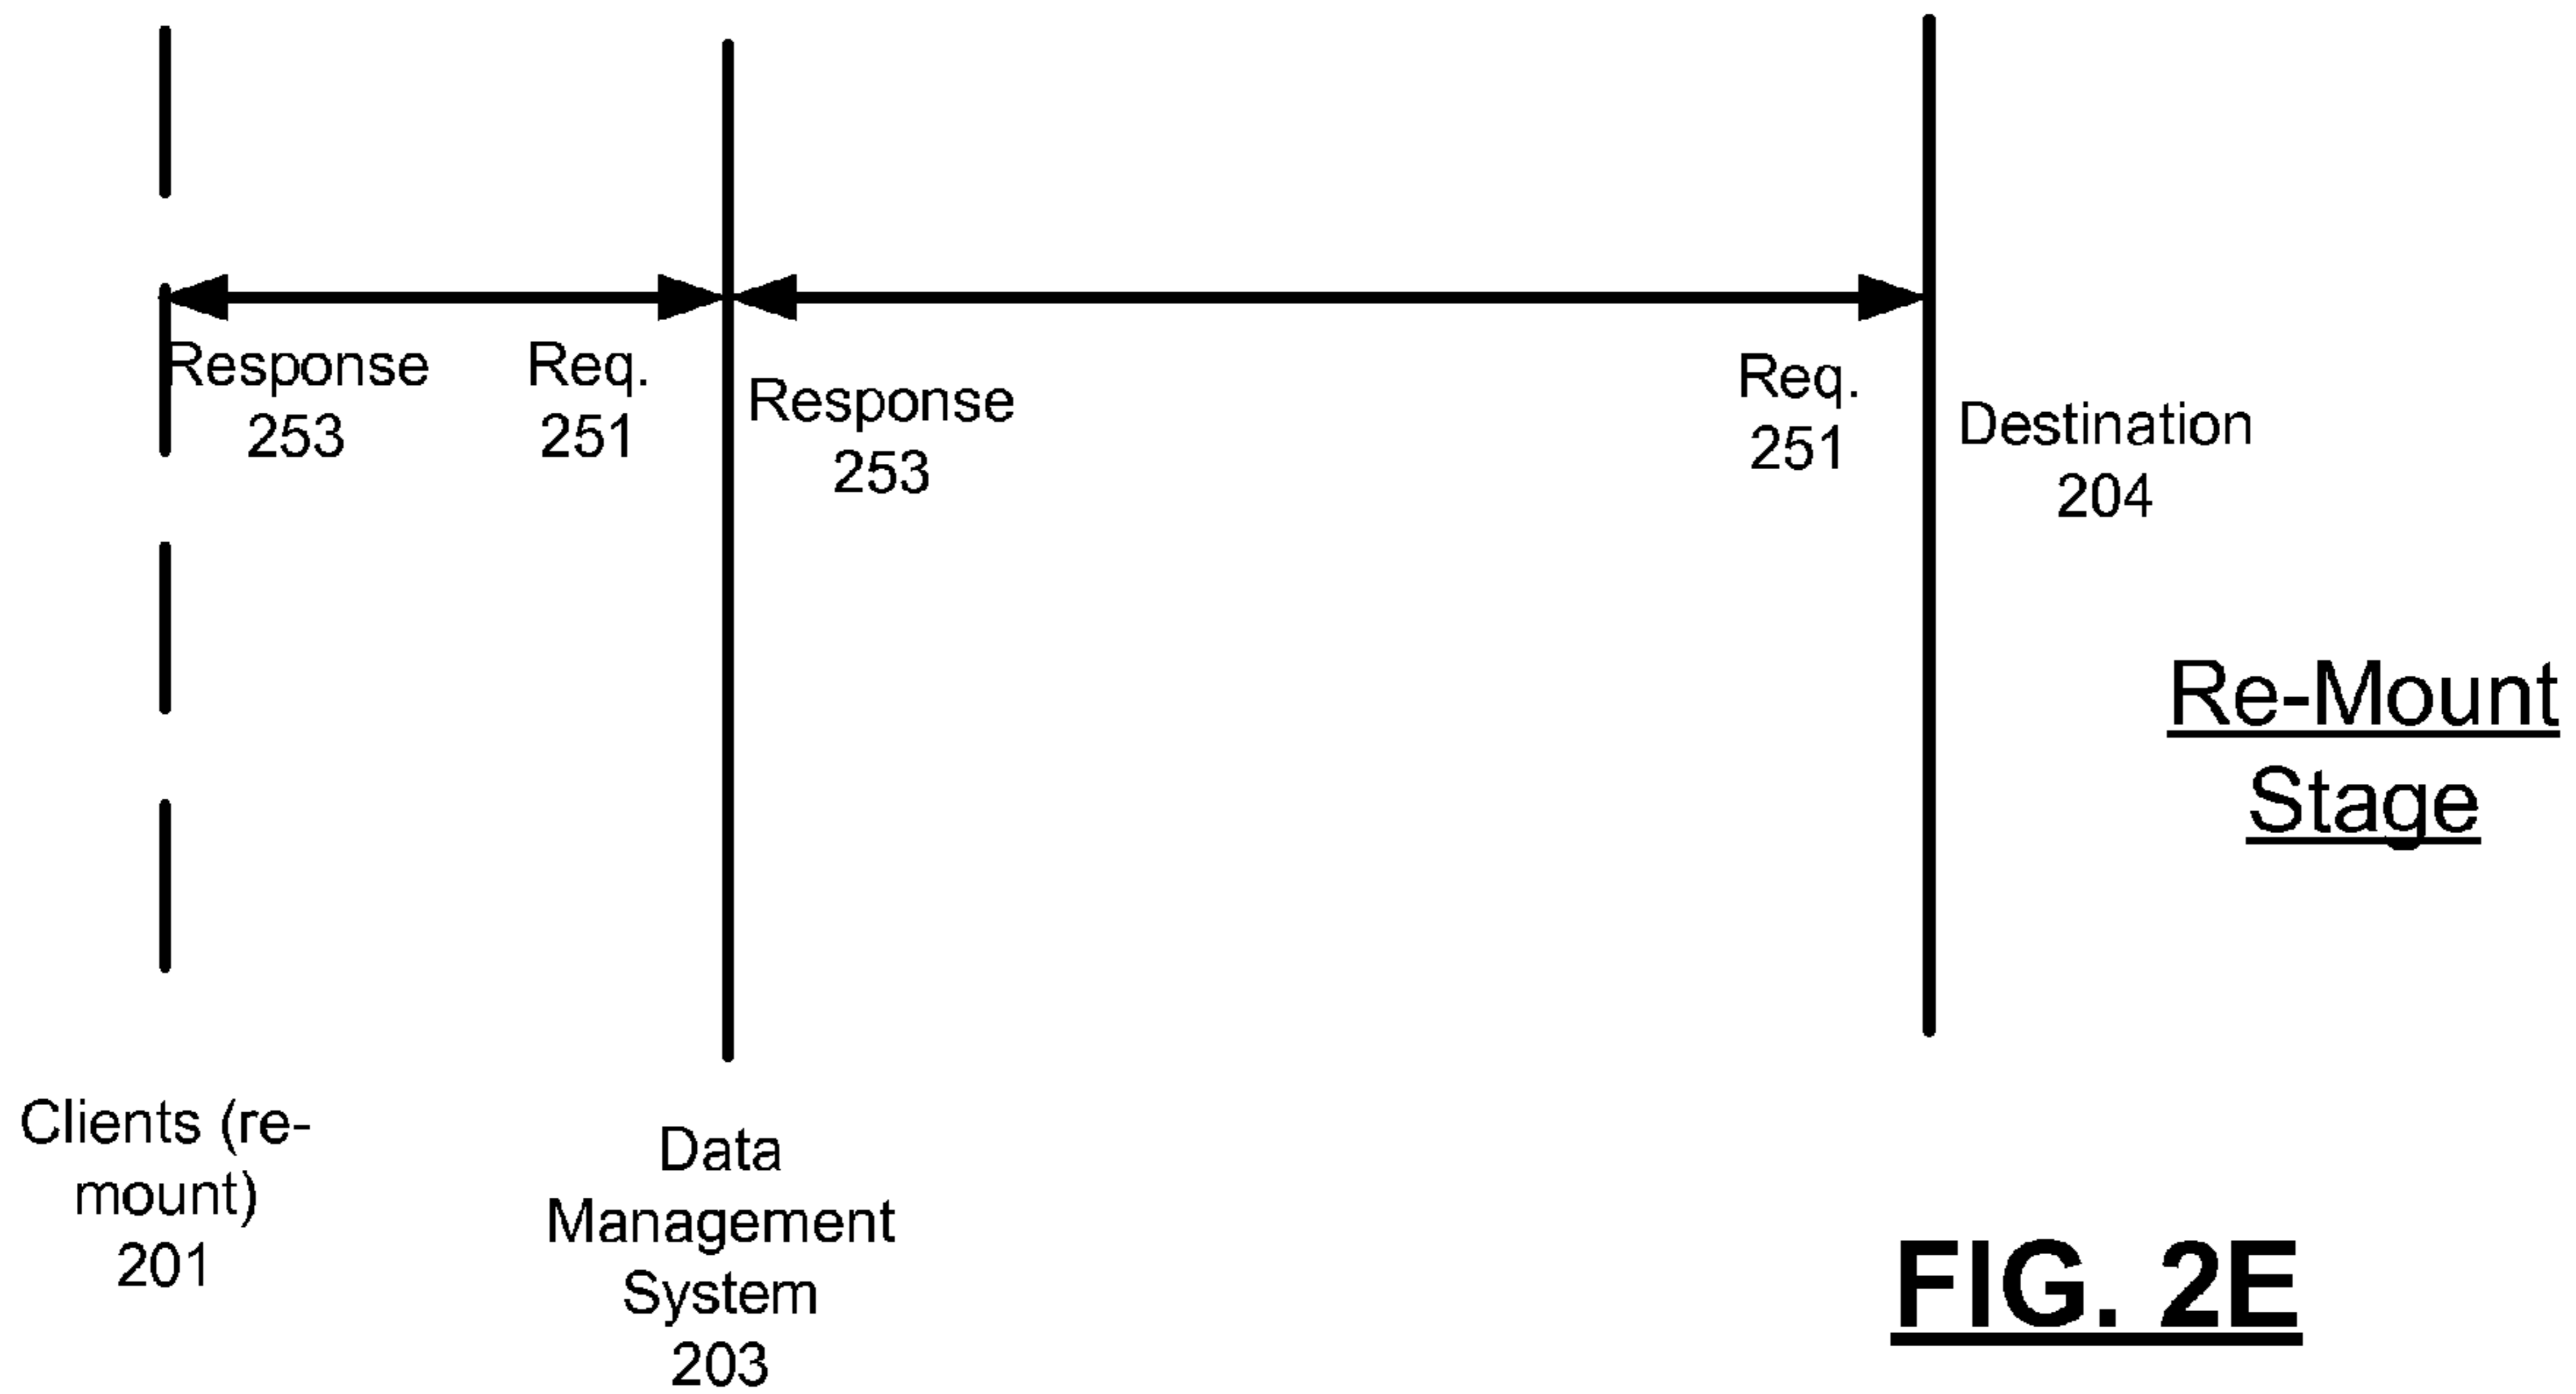 Response
253
Req.
251
Response
253
Req.
251
Destination
204
Re-Mount
Stage
Clients (re-
mount)
201
Data
Management
System
203
FIG. 2E